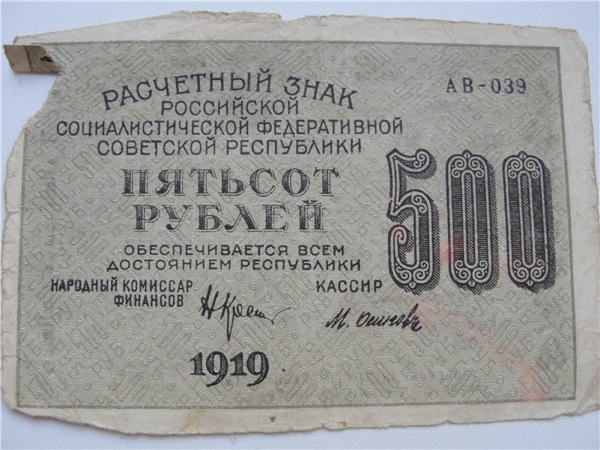 РАСЧЕТНЫЙ ЗНАК
РОССИЙСКОЙ
СОЦИАЛИСТИЧЕСКОЙ ФЕДЕРАТИВНОЙ
СОВЕТСКОЙ РЕСПУБЛИКИ
АВ-039
ПЯТЬСОТ
РУБЛЕЙ
500
ОБЕСПЕЧИВАЕТСЯ ВСЕМ
ДОСТОЯНИЕМ РЕСПУБЛИКИ
НАРОДНЫЙ КОМИССАР
ФИНАНСОВ
КАССИР
М. Осиповъ
1919